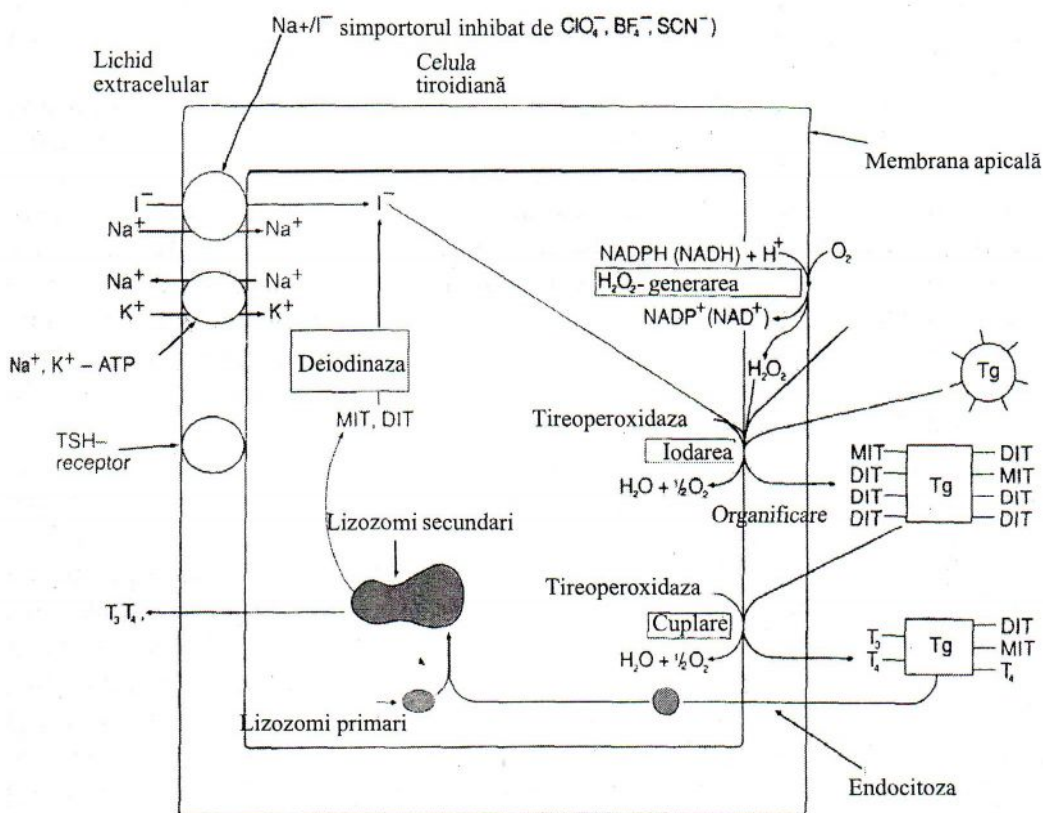 Na+/I⁻ simportorul inhibat de ClO₄⁻, BF₄⁻, SCN⁻)
Lichid
extracelular
Celula
tiroidiană
Membrana apicală
I⁻
I⁻
Na⁺
Na⁺
Na⁺
Na⁺
K⁺
K⁺
Na⁺, K⁺ – ATP
TSH–
receptor
NADPH (NADH) + H⁺
O₂
H₂O₂- generarea
NADP⁺ (NAD⁺)
H₂O₂
Deiodinaza
MIT, DIT
Tg
Tireoperoxidaza
Iodarea
H₂O + ½O₂
Organificare
MIT
DIT
DIT
DIT
Tg
DIT
MIT
DIT
DIT
Lizozomi secundari
T₃ T₄,
Tireoperoxidaza
Cuplare
H₂O + ½O₂
T₃
T₄
Tg
DIT
MIT
T₄
Lizozomi primari
Endocitoza